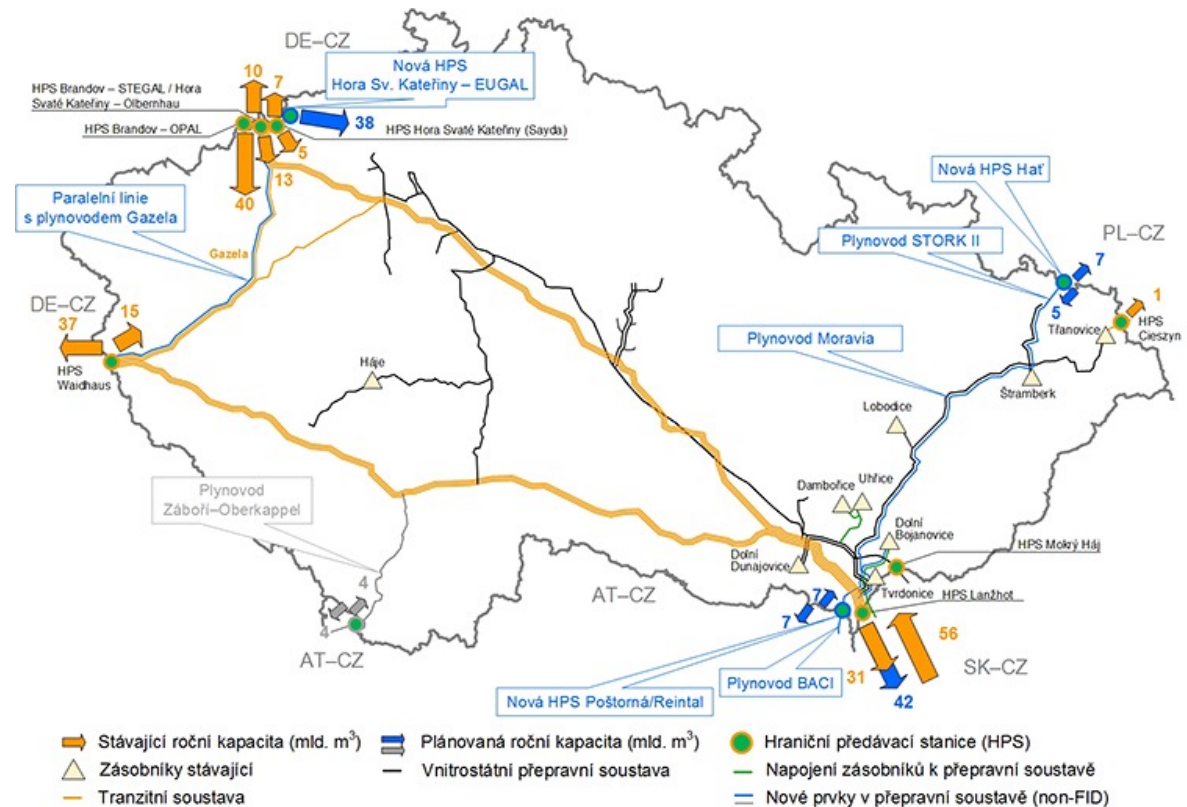 DE–CZ
10
7
Nová HPS
Hora Sv. Kateřiny – EUGAL
HPS Brandov – STEGAL / Hora
Svaté Kateřiny – Olbernhau
HPS Brandov – OPAL
38
HPS Hora Svaté Kateřiny (Sayda)
5
13
40
Paralelní linie
s plynovodem Gazela
Gazela
Nová HPS Hať
Plynovod STORK II
PL–CZ
7
5
1
HPS
Cieszyn
Třanovice
DE–CZ
37
15
HPS
Waidhaus
Plynovod Moravia
Háje
Štramberk
Lobodice
Plynovod
Záboří–Oberkappel
Dambořice
Uhřice
Dolní
Bojanovice
HPS Mokrý Háj
Dolní
Dunajovice
Tvrdonice
HPS Lanžhot
4
4
AT–CZ
AT–CZ
7
7
56
31
42
SK–CZ
Plynovod BACI
Nová HPS Poštorná/Reintal
Stávající roční kapacita (mld. m³)
Plánovaná roční kapacita (mld. m³)
Hraniční předávací stanice (HPS)
Zásobníky stávající
Vnitrostátní přepravní soustava
Napojení zásobníků k přepravní soustavě
Tranzitní soustava
Nové prvky v přepravní soustavě (non-FID)